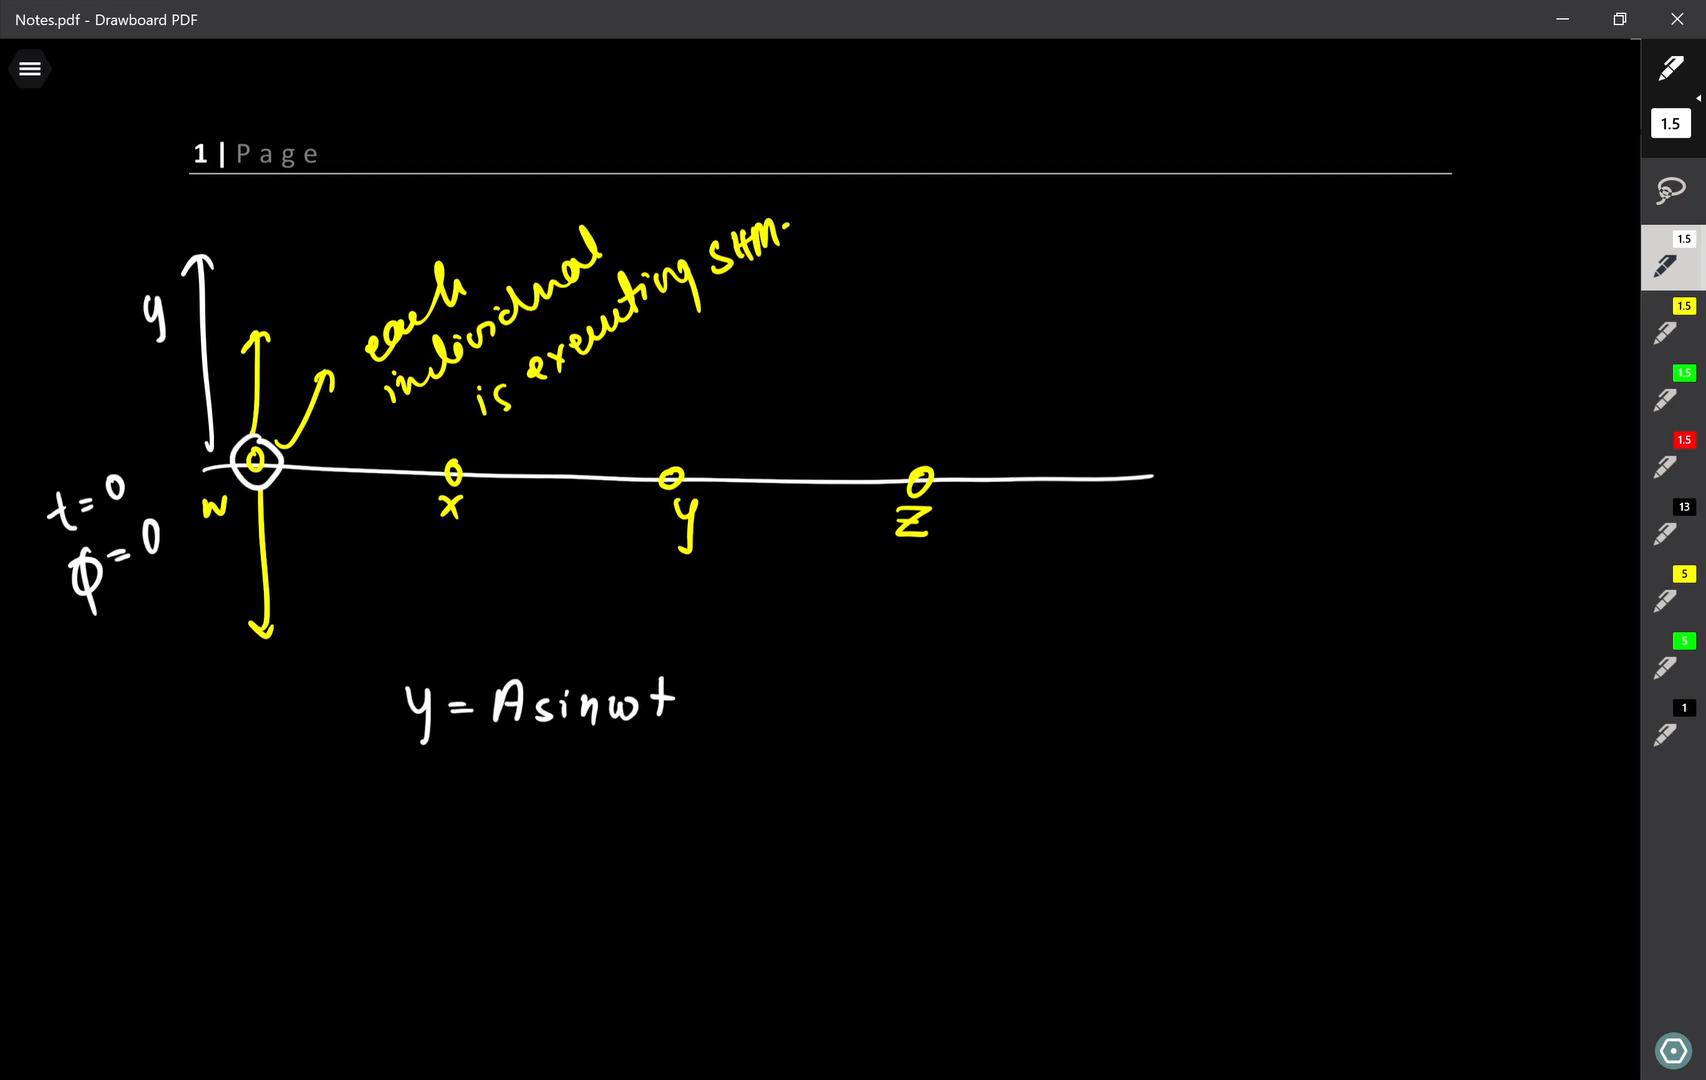 Notes.pdf - Drawboard PDF
1 | Page
each
individual
is executing SHM.
y
t=0
ϕ=0
w
x
y
z
y = A sin ω t
1.5
1.5
1.5
1.5
1.5
13
5
5
1